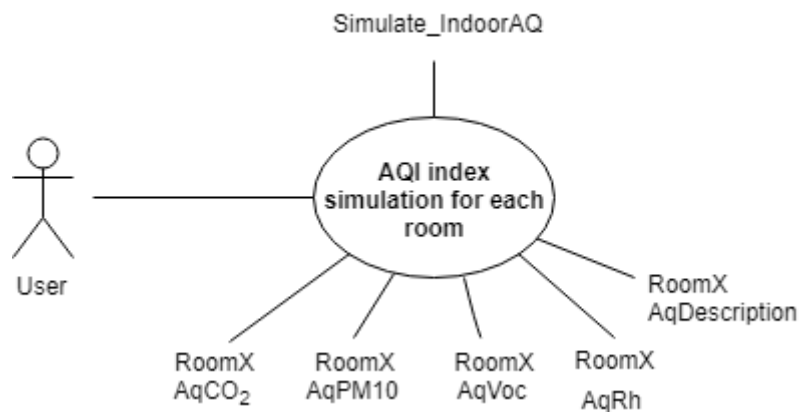 Simulate_IndoorAQ
AQI index
simulation for each
room
User
RoomX
AqDescription
RoomX
AqCO₂
RoomX
AqPM10
RoomX
AqVoc
RoomX
AqRh